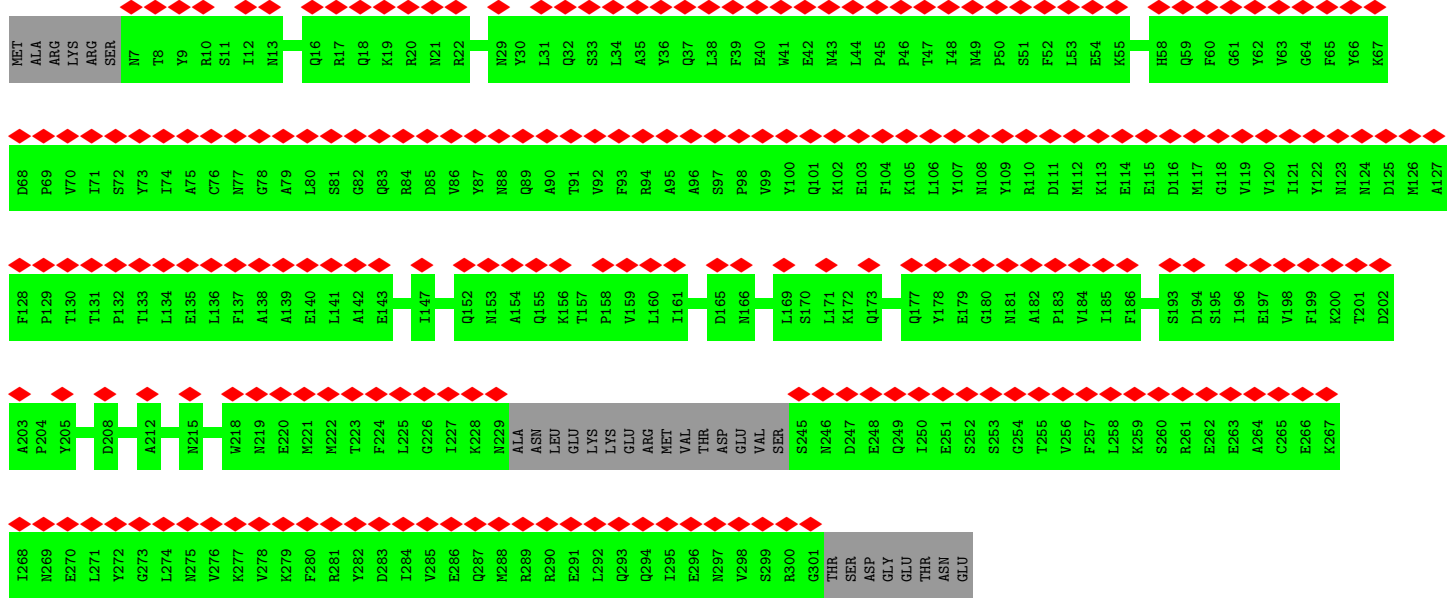 MET ALA ARG LYS ARG SER N7 T8 Y9 R10 S11 I12 N13 Q16 R17 Q18 K19 R20 N21 R22 N29 Y30 L31 Q32 S33 L34 A35 Y36 Q37 L38 F39 E40 W41 E42 N43 L44 P45 P46 T47 I48 N49 P50 S51 F52 L53 E54 K55 H58 Q59 F60 G61 Y62 V63 G64 F65 Y66 K67
D68 P69 V70 I71 S72 Y73 I74 A75 C76 N77 G78 A79 L80 S81 G82 Q83 R84 D85 V86 Y87 N88 Q89 A90 T91 V92 F93 R94 A95 A96 S97 P98 V99 Y100 Q101 K102 E103 F104 K105 L106 Y107 N108 Y109 R110 D111 M112 K113 E114 E115 D116 M117 G118 V119 V120 I121 Y122 N123 N124 D125 M126 A127
F128 P129 T130 T131 P132 T133 L134 E135 L136 F137 A138 A139 E140 L141 A142 E143 I147 Q152 N153 A154 Q155 K156 T157 P158 V159 L160 I161 D165 N166 L169 S170 L171 K172 Q173 Q177 Y178 E179 G180 N181 A182 P183 V184 I185 F186 S193 D194 S195 I196 E197 V198 F199 K200 T201 D202
A203 P204 Y205 D208 A212 N215 W218 N219 E220 M221 M222 T223 F224 L225 G226 I227 K228 N229 ALA ASN LEU GLU LYS LYS GLU ARG MET VAL THR ASP GLU VAL SER S245 N246 D247 E248 Q249 I250 E251 S252 S253 G254 T255 V256 F257 L258 K259 S260 R261 E262 E263 A264 C265 E266 K267
I268 N269 E270 L271 Y272 G273 L274 N275 V276 K277 V278 K279 F280 R281 Y282 D283 I284 V285 E286 Q287 M288 R289 R290 E291 L292 Q293 Q294 I295 E296 N297 V298 S299 R300 G301 THR SER ASP GLY GLU THR ASN GLU